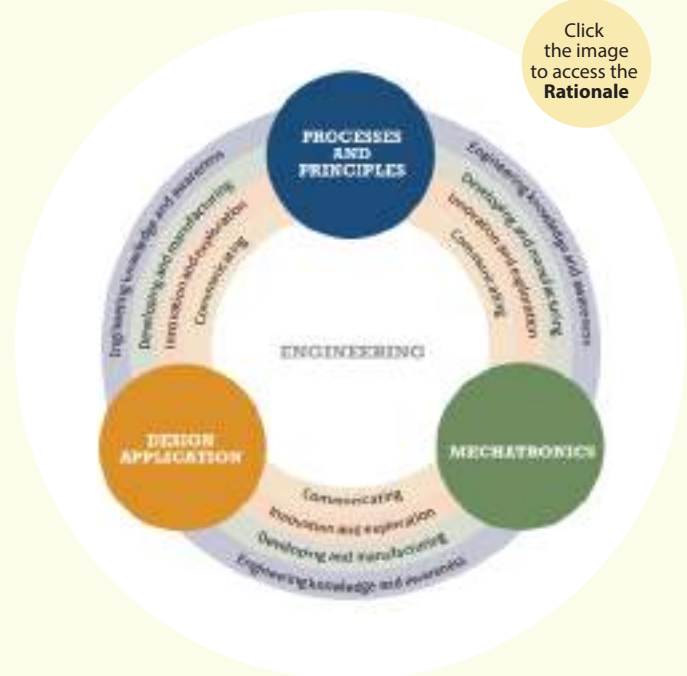 Click
the image
to access the
Rationale
PROCESSES
AND
PRINCIPLES
Engineering knowledge and awareness
Developing and manufacturing
Innovation and exploration
Communicating
Engineering knowledge and awareness
Developing and manufacturing
Innovation and exploration
Communicating
ENGINEERING
DESIGN
APPLICATION
MECHATRONICS
Communicating
Innovation and exploration
Developing and manufacturing
Engineering knowledge and awareness